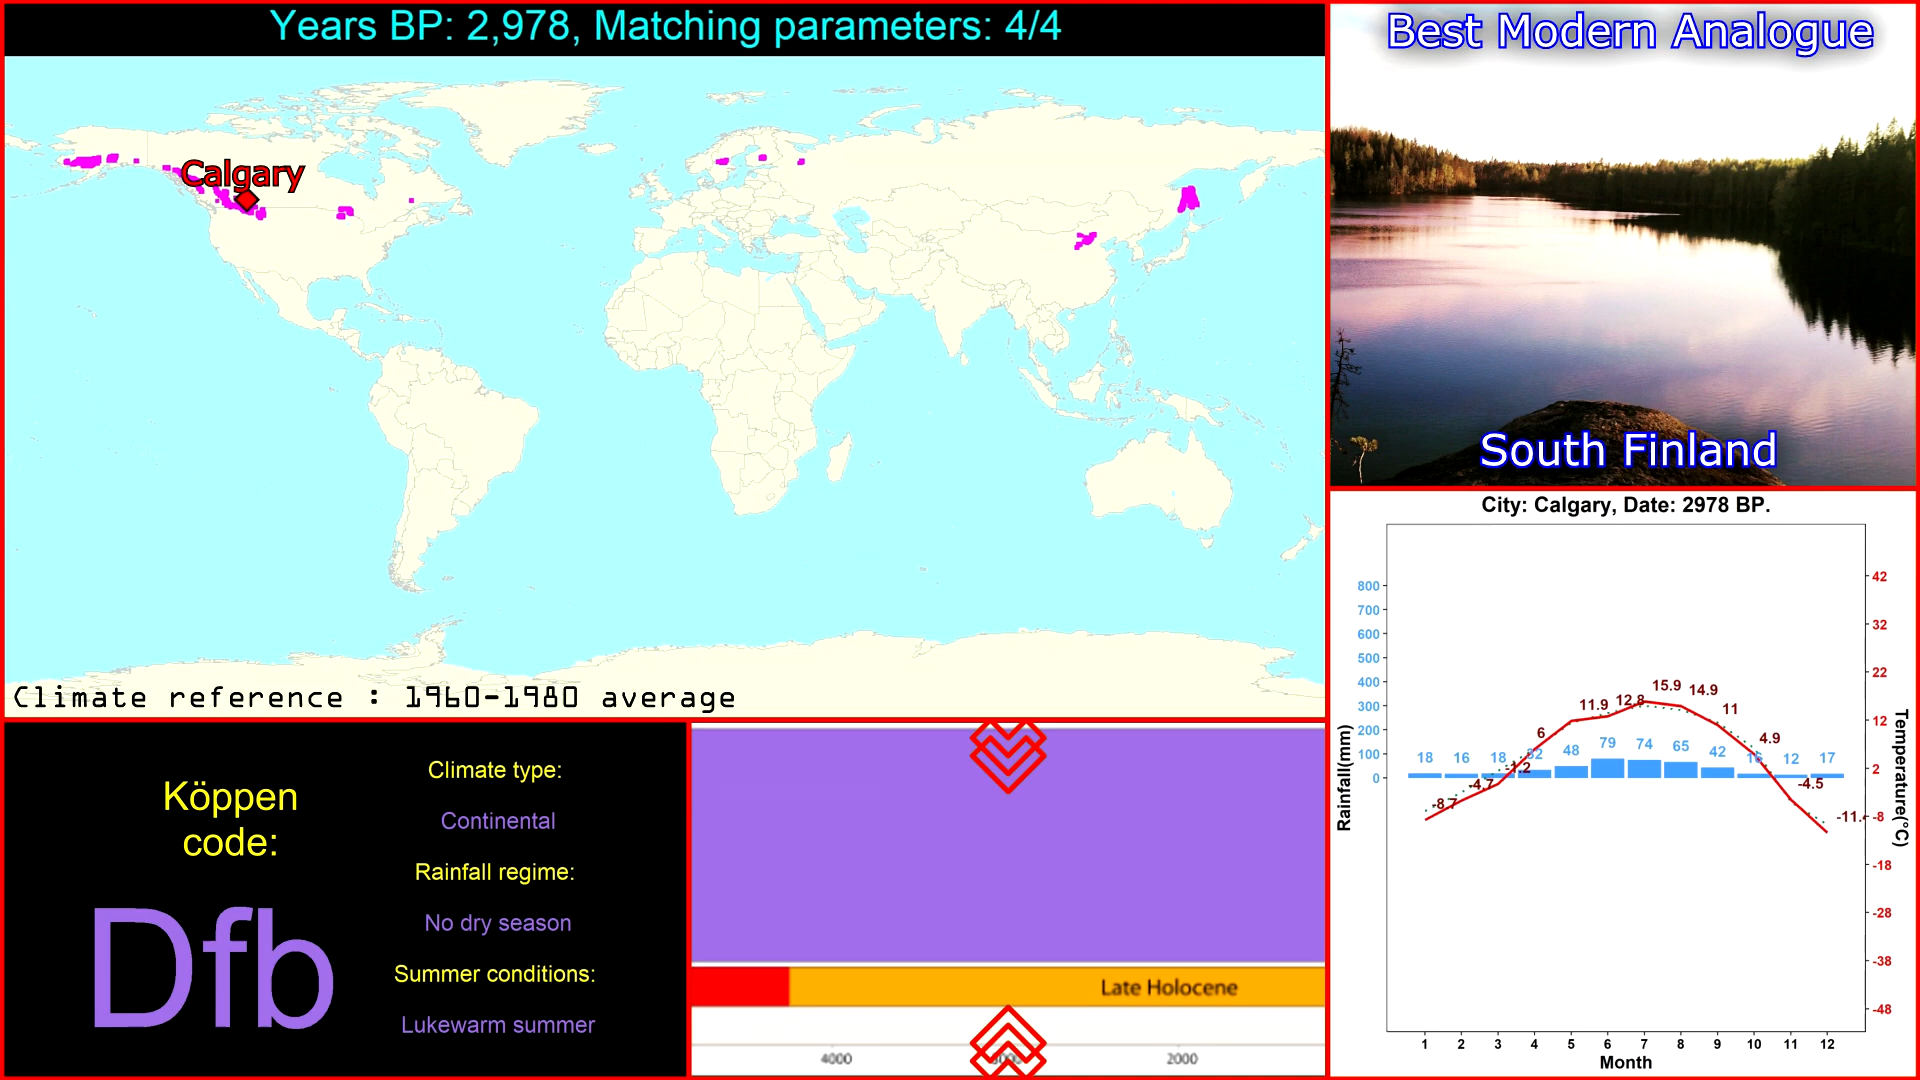 Years BP: 2,978, Matching parameters: 4/4
Calgary
Climate reference : 1960-1980 average
Best Modern Analogue
South Finland
Köppen
code:
Dfb
Climate type:
Continental
Rainfall regime:
No dry season
Summer conditions:
Lukewarm summer
Late Holocene
4000
2000
City: Calgary, Date: 2978 BP.
Rainfall(mm)
800
700
600
500
400
300
200
100
0
18 16 18 48 79 74 65 42 12 17
-8.7 -4.7 -1.2 6 11.9 12.8 15.9 14.9 11 4.9 -4.5
Temperature(°C)
42
32
22
12
2
-8
-18
-28
-38
-48
1 2 3 4 5 6 7 8 9 10 11 12
Month